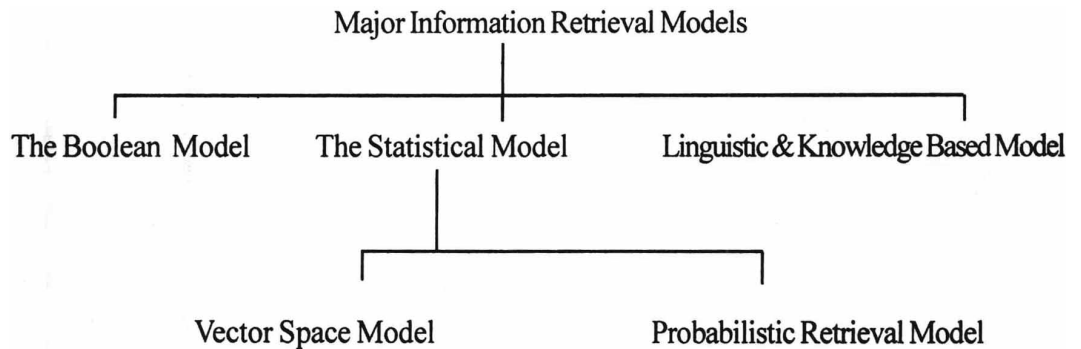 Major Information Retrieval Models
The Boolean Model The Statistical Model Linguistic & Knowledge Based Model
Vector Space Model Probabilistic Retrieval Model